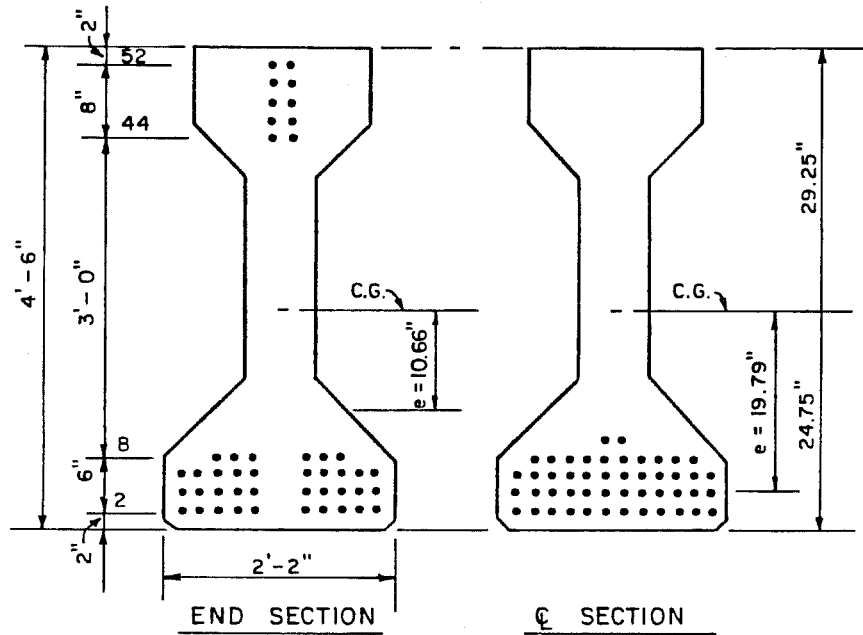 2"
52
8"
44
4'-6"
3'-0"
C.G.
e = 10.66"
8
6"
2
2"
2'-2"
END SECTION
C.G.
29.25"
e = 19.79"
24.75"
℄ SECTION